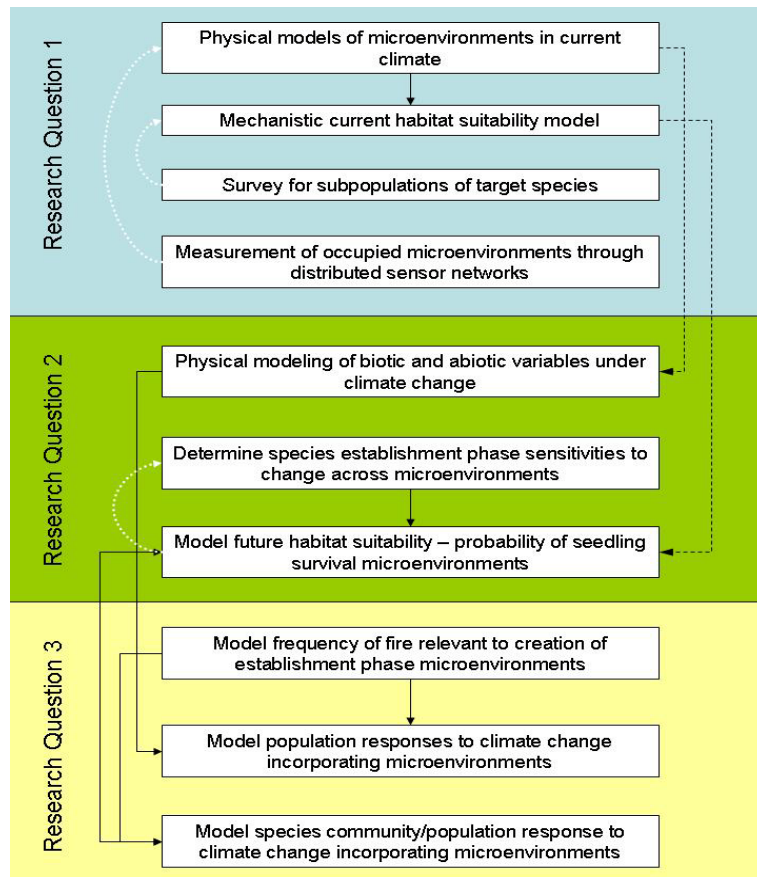 Research Question 1
Physical models of microenvironments in current
climate
Mechanistic current habitat suitability model
Survey for subpopulations of target species
Measurement of occupied microenvironments through
distributed sensor networks
Research Question 2
Physical modeling of biotic and abiotic variables under
climate change
Determine species establishment phase sensitivities to
change across microenvironments
Model future habitat suitability – probability of seedling
survival microenvironments
Research Question 3
Model frequency of fire relevant to creation of
establishment phase microenvironments
Model population responses to climate change
incorporating microenvironments
Model species community/population response to
climate change incorporating microenvironments